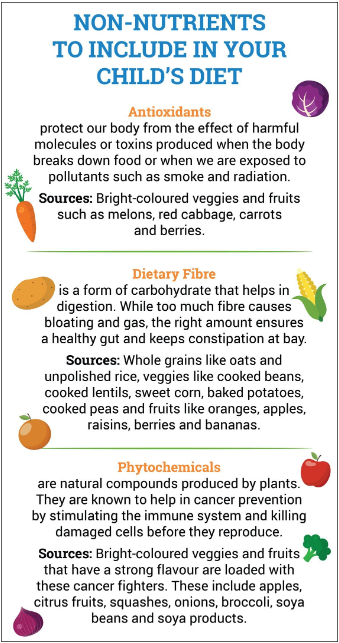 NON-NUTRIENTS
TO INCLUDE IN YOUR
CHILD'S DIET
Antioxidants
protect our body from the effect of harmful
molecules or toxins produced when the body
breaks down food or when we are exposed to
pollutants such as smoke and radiation.
Sources: Bright-coloured veggies and fruits
such as melons, red cabbage, carrots
and berries.
Dietary Fibre
is a form of carbohydrate that helps in
digestion. While too much fibre causes
bloating and gas, the right amount ensures
a healthy gut and keeps constipation at bay.
Sources: Whole grains like oats and
unpolished rice, veggies like cooked beans,
cooked lentils, sweet corn, baked potatoes,
cooked peas and fruits like oranges, apples,
raisins, berries and bananas.
Phytochemicals
are natural compounds produced by plants.
They are known to help in cancer prevention
by stimulating the immune system and killing
damaged cells before they reproduce.
Sources: Bright-coloured veggies and fruits
that have a strong flavour are loaded with
these cancer fighters. These include apples,
citrus fruits, squashes, onions, broccoli, soya
beans and soya products.